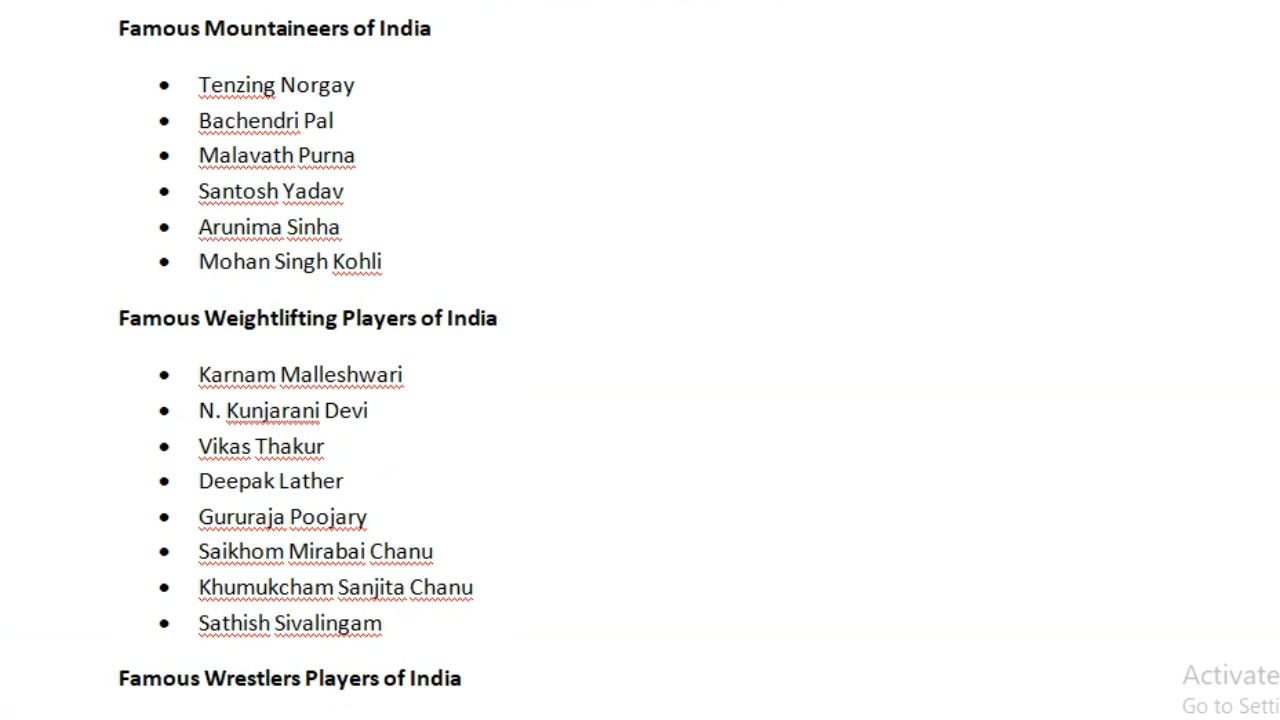 Famous Mountaineers of India
• Tenzing Norgay
• Bachendri Pal
• Malavath Purna
• Santosh Yadav
• Arunima Sinha
• Mohan Singh Kohli
Famous Weightlifting Players of India
• Karnam Malleshwari
• N. Kunjarani Devi
• Vikas Thakur
• Deepak Lather
• Gururaja Poojary
• Saikhom Mirabai Chanu
• Khumukcham Sanjita Chanu
• Sathish Sivalingam
Famous Wrestlers Players of India
Activate
Go to Setti